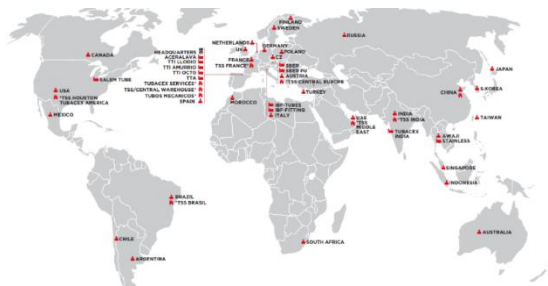 FINLAND
SWEDEN
RUSSIA
NETHERLANDS
UK
GERMANY
POLAND
CZ
FRANCE
TSS FRANCE*
SBER
SBER PU
AUSTRIA
*TSS CENTRAL EUROPE
TURKEY
HEADQUARTERS
ACERALAVA
TTI LLODIO
TTI AMURRIO
TTI OCTO
TTA
TUBACEX SERVICES*
TSS/CENTRAL WAREHOUSE*
TUBOS MECANICOS*
SPAIN
CANADA
SALEM TUBE
USA
*TSS HOUSTON
TUBACEX AMERICA
MEXICO
MOROCCO
IBF-TUBES
IBF-FITTING
ITALY
UAE
*TSS
MIDDLE
EAST
INDIA
*TSS INDIA
TUBACEX
INDIA
CHINA
JAPAN
S.KOREA
TAIWAN
AWAJI
STAINLESS
SINGAPORE
INDONESIA
BRAZIL
*TSS BRASIL
CHILE
ARGENTINA
SOUTH AFRICA
AUSTRALIA